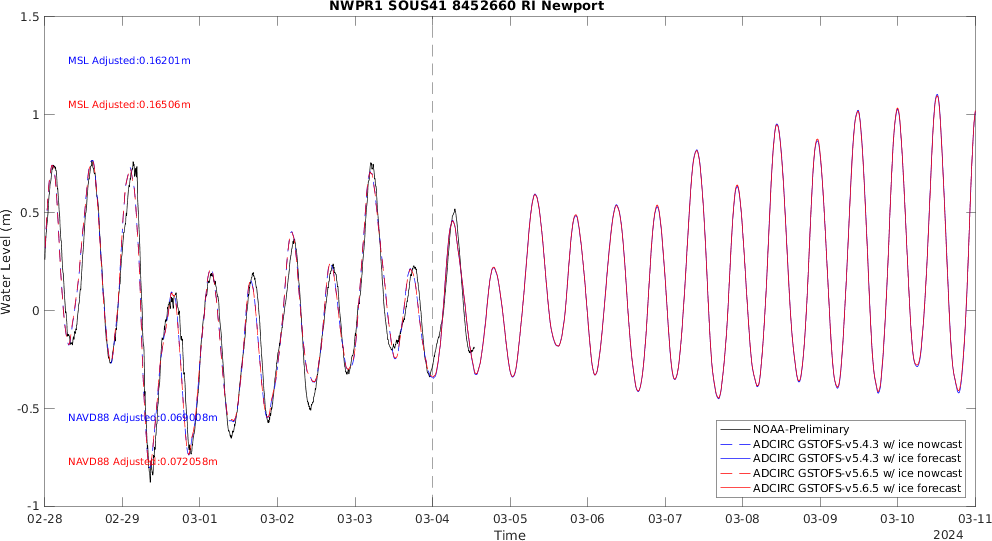 NWPR1 SOUS41 8452660 RI Newport
1.5
1
0.5
0
-0.5
-1
Water Level (m)
MSL Adjusted:0.16201m
MSL Adjusted:0.16506m
NAVD88 Adjusted:0.069008m
NAVD88 Adjusted:0.072058m
NOAA-Preliminary
ADCIRC GSTOFS-v5.4.3 w/ ice nowcast
ADCIRC GSTOFS-v5.4.3 w/ ice forecast
ADCIRC GSTOFS-v5.6.5 w/ ice nowcast
ADCIRC GSTOFS-v5.6.5 w/ ice forecast
02-28 02-29 03-01 03-02 03-03 03-04 03-05 03-06 03-07 03-08 03-09 03-10 03-11
Time
2024